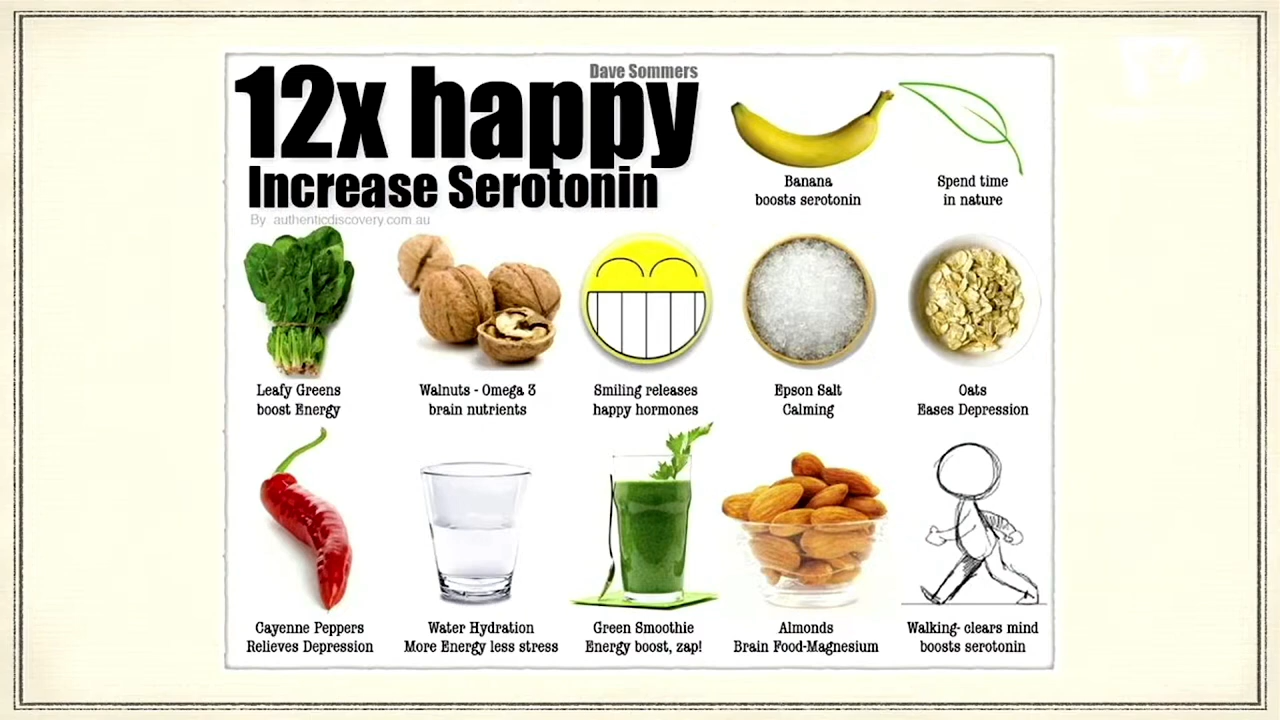 Dave Sommers
12x happy
Increase Serotonin
By authenticdiscovery.com.au
Banana
boosts serotonin
Spend time
in nature
Leafy Greens
boost Energy
Walnuts - Omega 3
brain nutrients
Smiling releases
happy hormones
Epson Salt
Calming
Oats
Eases Depression
Cayenne Peppers
Relieves Depression
Water Hydration
More Energy less stress
Green Smoothie
Energy boost, zap!
Almonds
Brain Food-Magnesium
Walking- clears mind
boosts serotonin